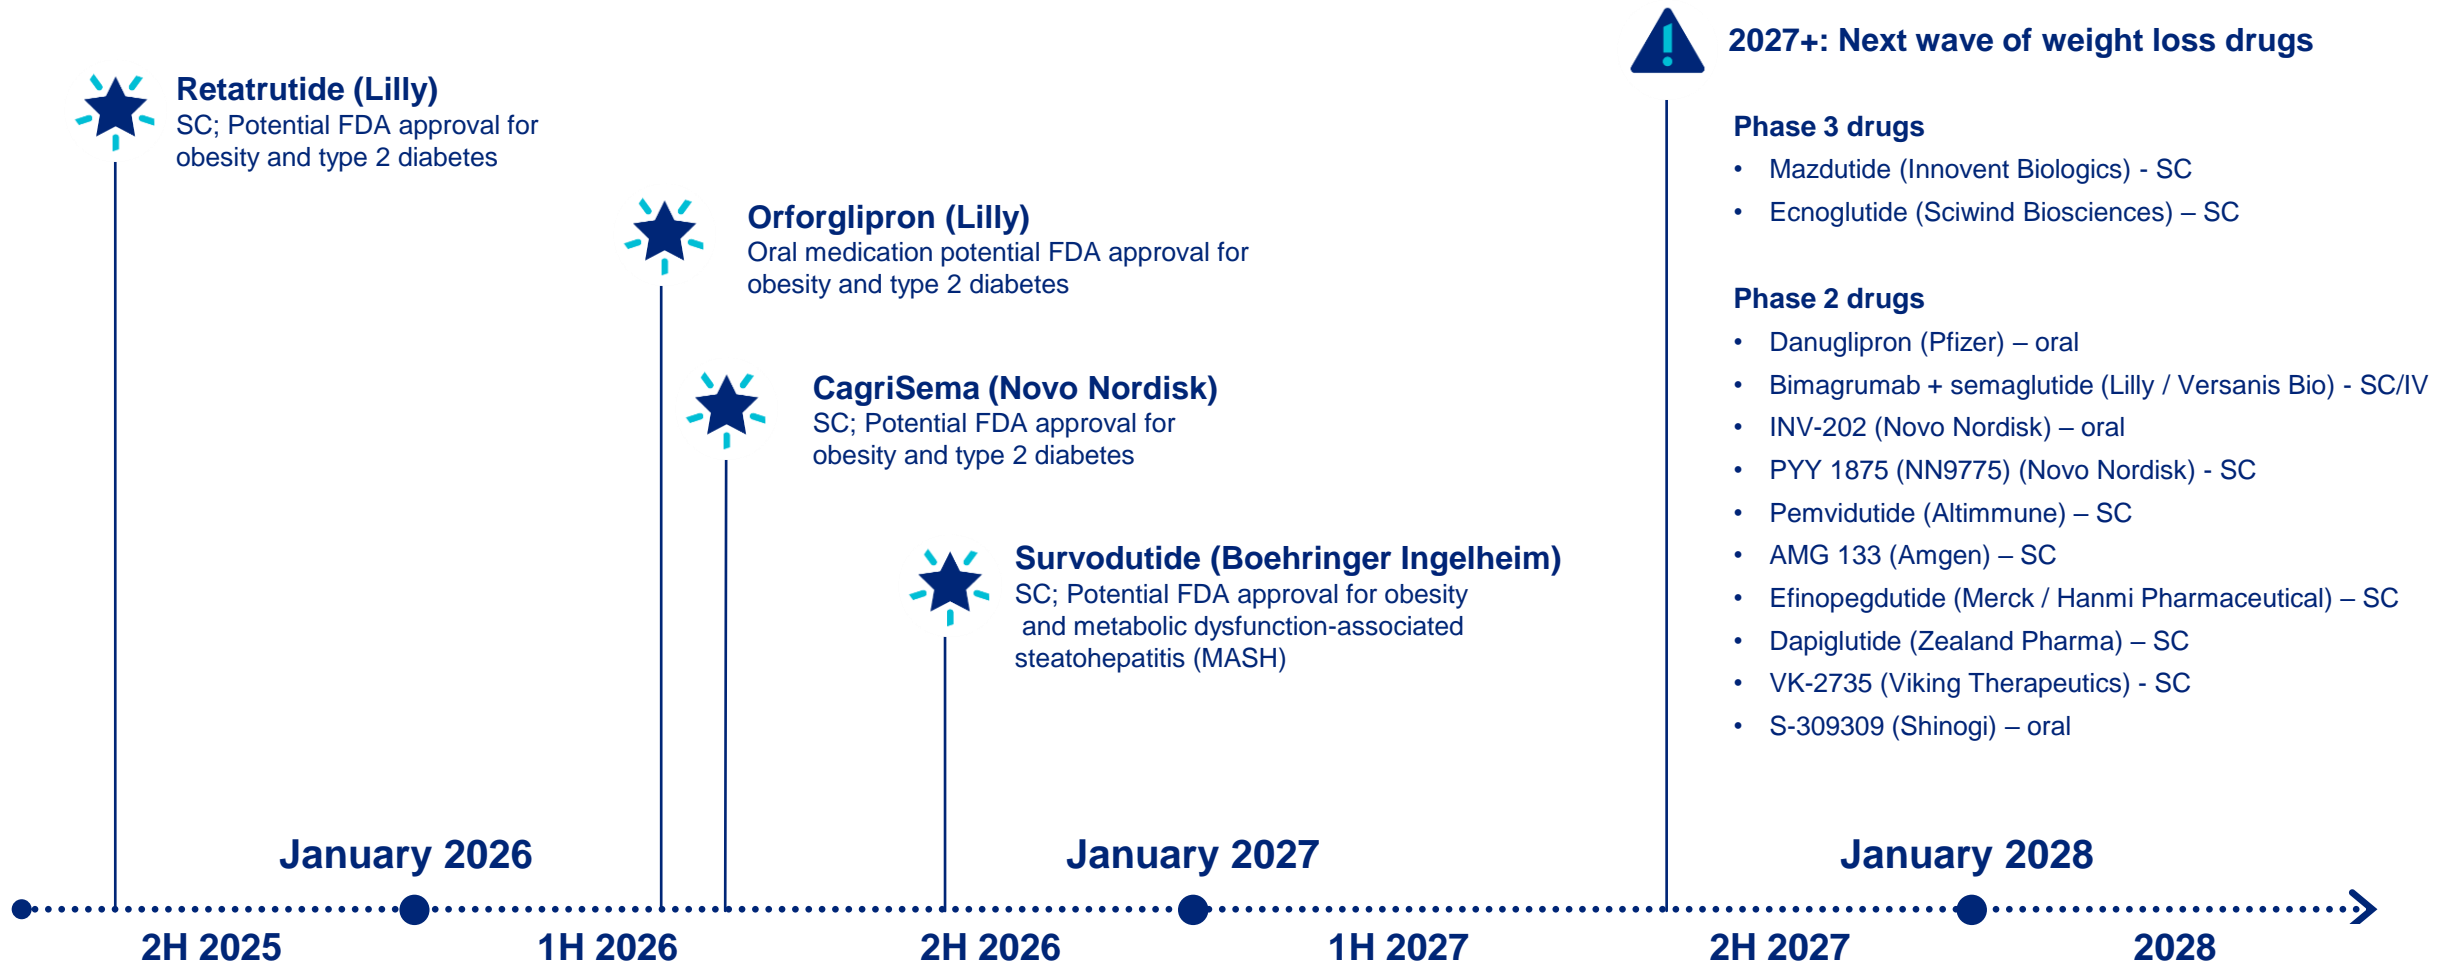 2027+: Next wave of weight loss drugs
Retatrutide (Lilly)
SC; Potential FDA approval for
obesity and type 2 diabetes
Orforglipron (Lilly)
Oral medication potential FDA approval for
obesity and type 2 diabetes
CagriSema (Novo Nordisk)
SC; Potential FDA approval for
obesity and type 2 diabetes
Survodutide (Boehringer Ingelheim)
SC; Potential FDA approval for obesity
and metabolic dysfunction-associated
steatohepatitis (MASH)
Phase 3 drugs
• Mazdutide (Innovent Biologics) - SC
• Ecnoglutide (Sciwind Biosciences) – SC
Phase 2 drugs
• Danuglipron (Pfizer) – oral
• Bimagrumab + semaglutide (Lilly / Versanis Bio) - SC/IV
• INV-202 (Novo Nordisk) – oral
• PYY 1875 (NN9775) (Novo Nordisk) - SC
• Pemvidutide (Altimmune) – SC
• AMG 133 (Amgen) – SC
• Efinopegdutide (Merck / Hanmi Pharmaceutical) – SC
• Dapiglutide (Zealand Pharma) – SC
• VK-2735 (Viking Therapeutics) - SC
• S-309309 (Shinogi) – oral
January 2026
January 2027
January 2028
2H 2025
1H 2026
2H 2026
1H 2027
2H 2027
2028